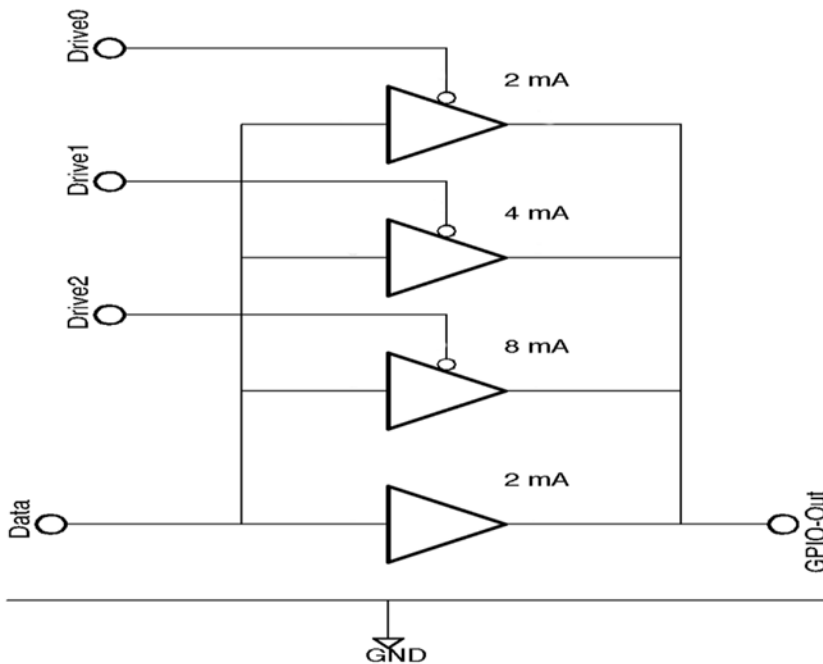 Drive0
2 mA
Drive1
4 mA
Drive2
8 mA
2 mA
Data
GPIO-Out
GND